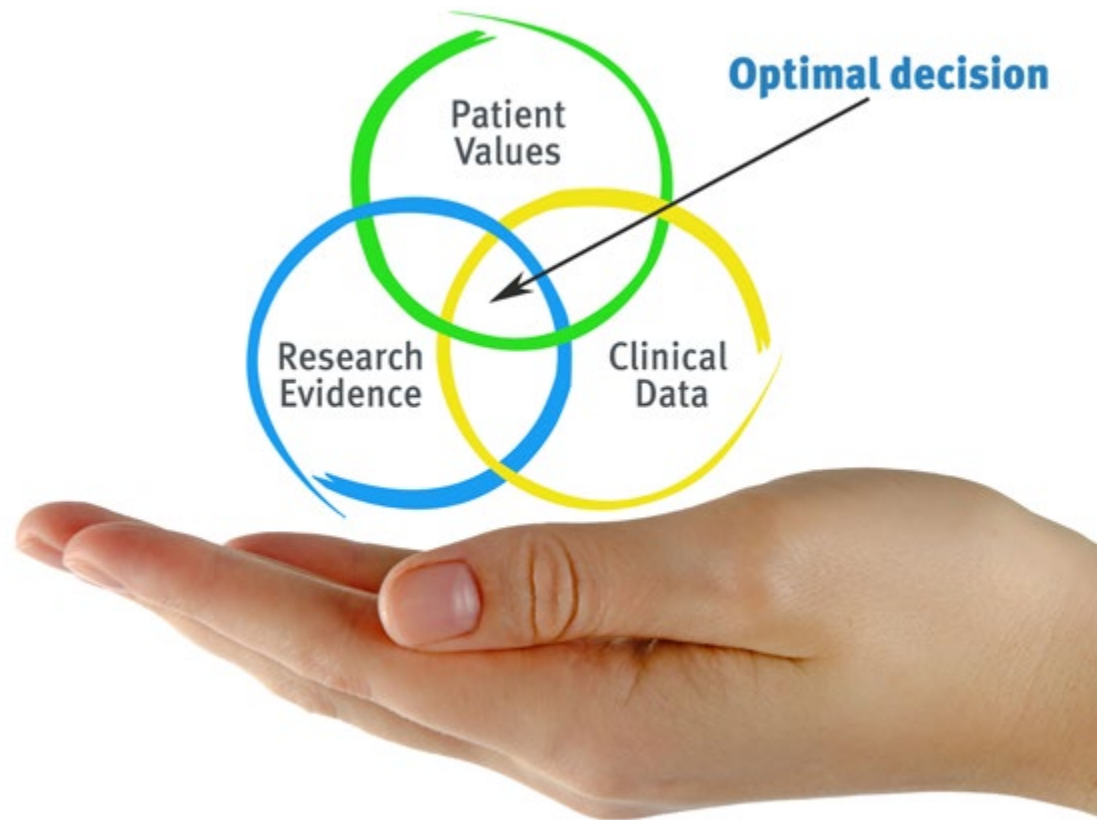 Optimal decision
Patient
Values
Research
Evidence
Clinical
Data